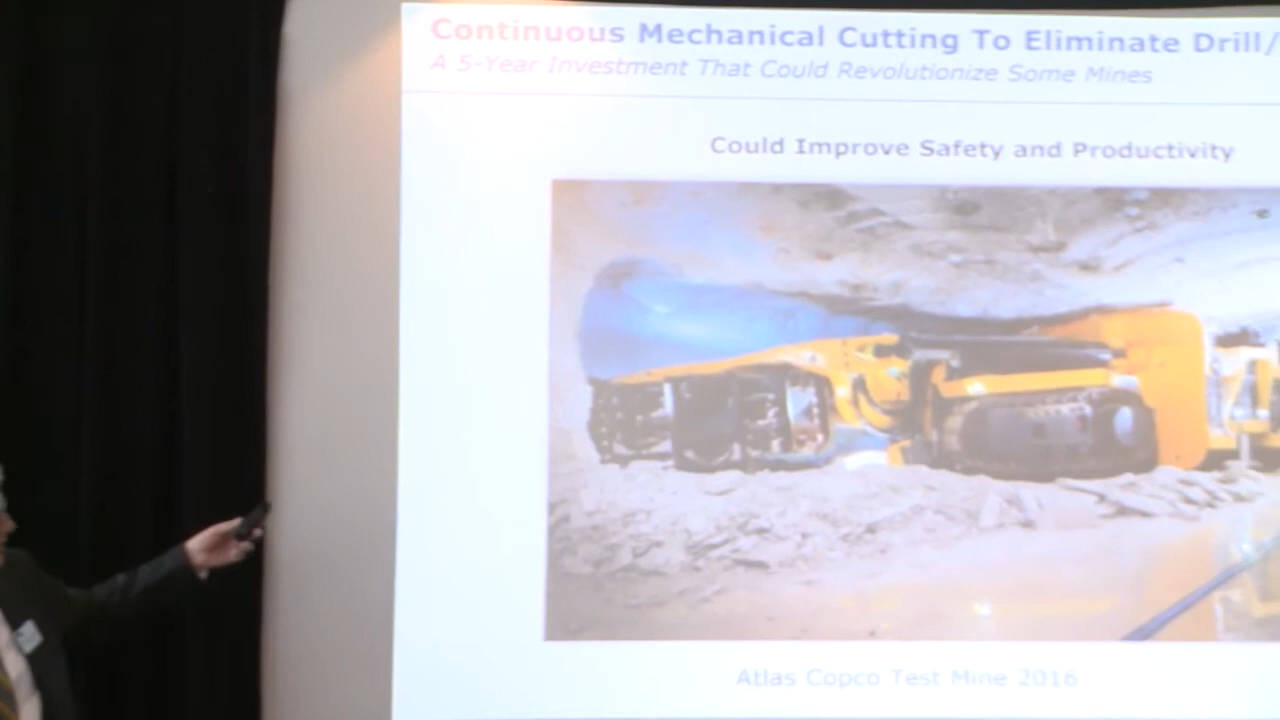 Continuous Mechanical Cutting To Eliminate Drill/
A 5-Year Investment That Could Revolutionize Some Mines
Could Improve Safety and Productivity
Atlas Copco Test Mine 2016